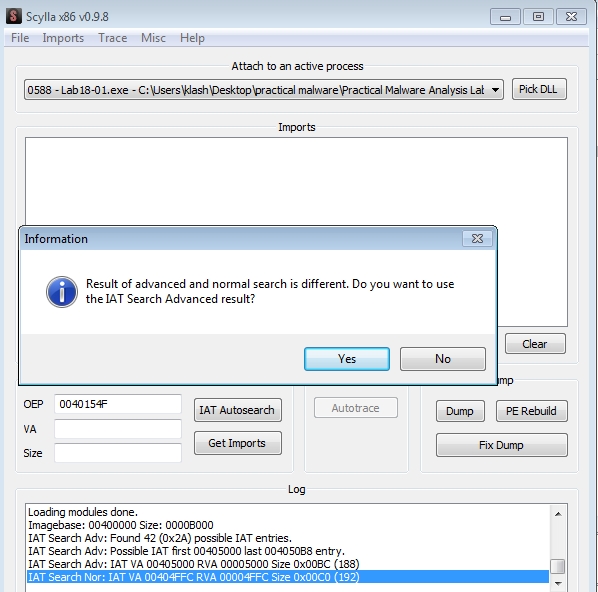 Scylla x86 v0.9.8
File Imports Trace Misc Help
Attach to an active process
0588 - Lab18-01.exe - C:\Users\klash\Desktop\practical malware\Practical Malware Analysis Lab
Pick DLL
Imports
Information
Result of advanced and normal search is different. Do you want to use
the IAT Search Advanced result?
Yes
No
Clear
OEP 0040154F
VA
Size
IAT Autosearch
Get Imports
Autotrace
Dump
PE Rebuild
Fix Dump
Log
Loading modules done.
Imagebase: 00400000 Size: 0000B000
IAT Search Adv: Found 42 (0x2A) possible IAT entries.
IAT Search Adv: Possible IAT first 00405000 last 004050B8 entry.
IAT Search Adv: IAT VA 00405000 RVA 00005000 Size 0x00BC (188)
IAT Search Nor: IAT VA 00404FFC RVA 00004FFC Size 0x00C0 (192)